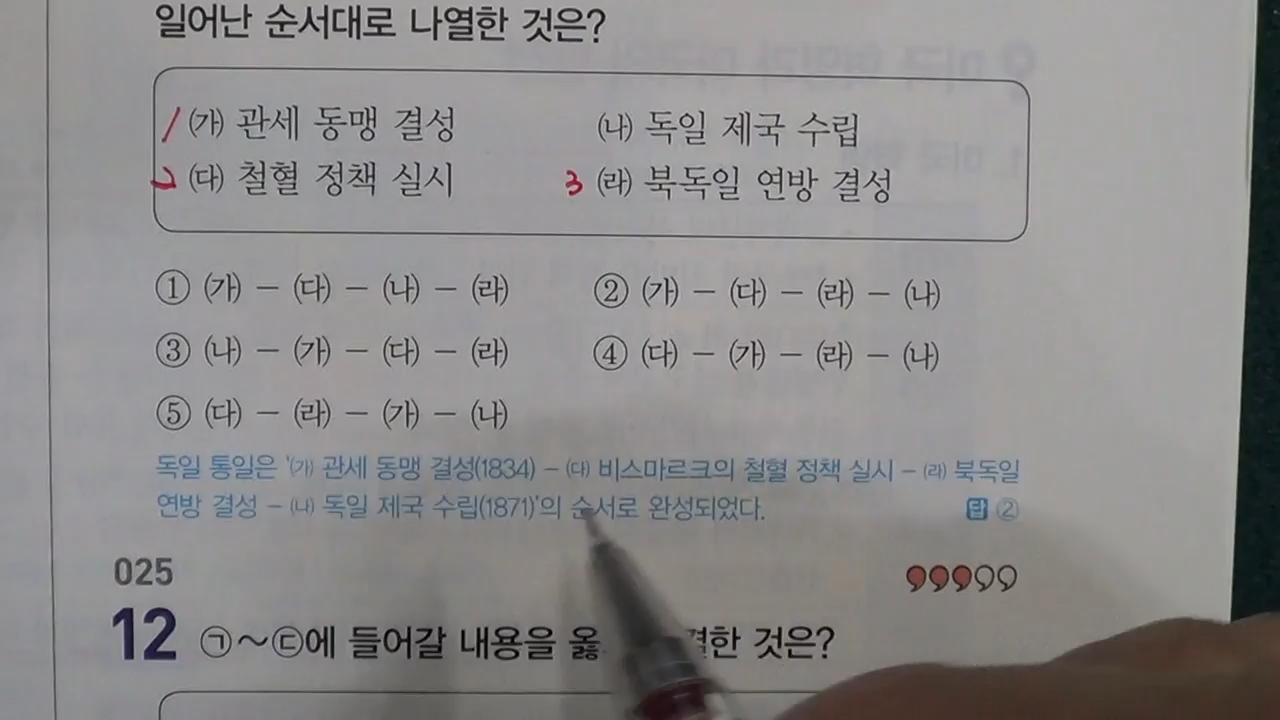 일어난 순서대로 나열한 것은?
1 ㈎ 관세 동맹 결성 ㈏ 독일 제국 수립
2 ㈐ 철혈 정책 실시 3 ㈑ 북독일 연방 결성
① ㈎ – ㈐ – ㈏ – ㈑ ② ㈎ – ㈐ – ㈑ – ㈏
③ ㈏ – ㈎ – ㈐ – ㈑ ④ ㈐ – ㈎ – ㈑ – ㈏
⑤ ㈐ – ㈑ – ㈎ – ㈏
독일 통일은 '㈎ 관세 동맹 결성(1834) – ㈐ 비스마르크의 철혈 정책 실시 – ㈑ 북독일
연방 결성 – ㈏ 독일 제국 수립(1871)'의 순서로 완성되었다. 답 ②
025
12 ㉠~㉢에 들어갈 내용을 한 것은?